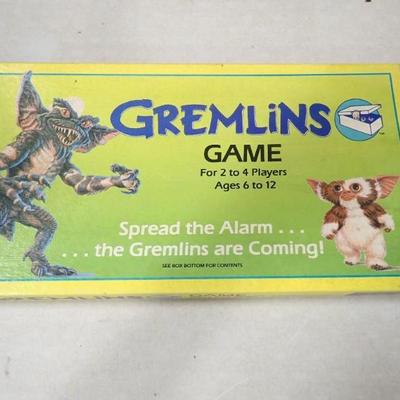 GREMLiNS
GAME
For 2 to 4 Players
Ages 6 to 12
Spread the Alarm . . .
. . . the Gremlins are Coming!
SEE BOX BOTTOM FOR CONTENTS
GAME